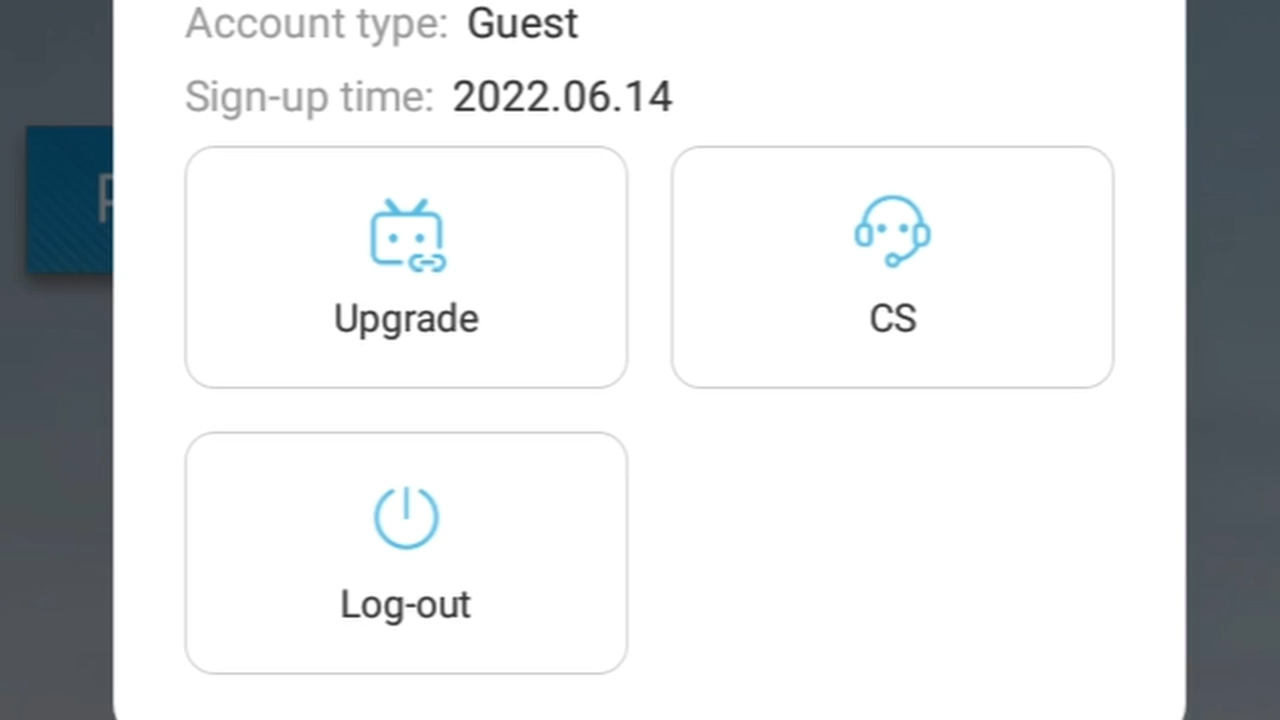 Account type: Guest
Sign-up time: 2022.06.14
Upgrade
CS
Log-out